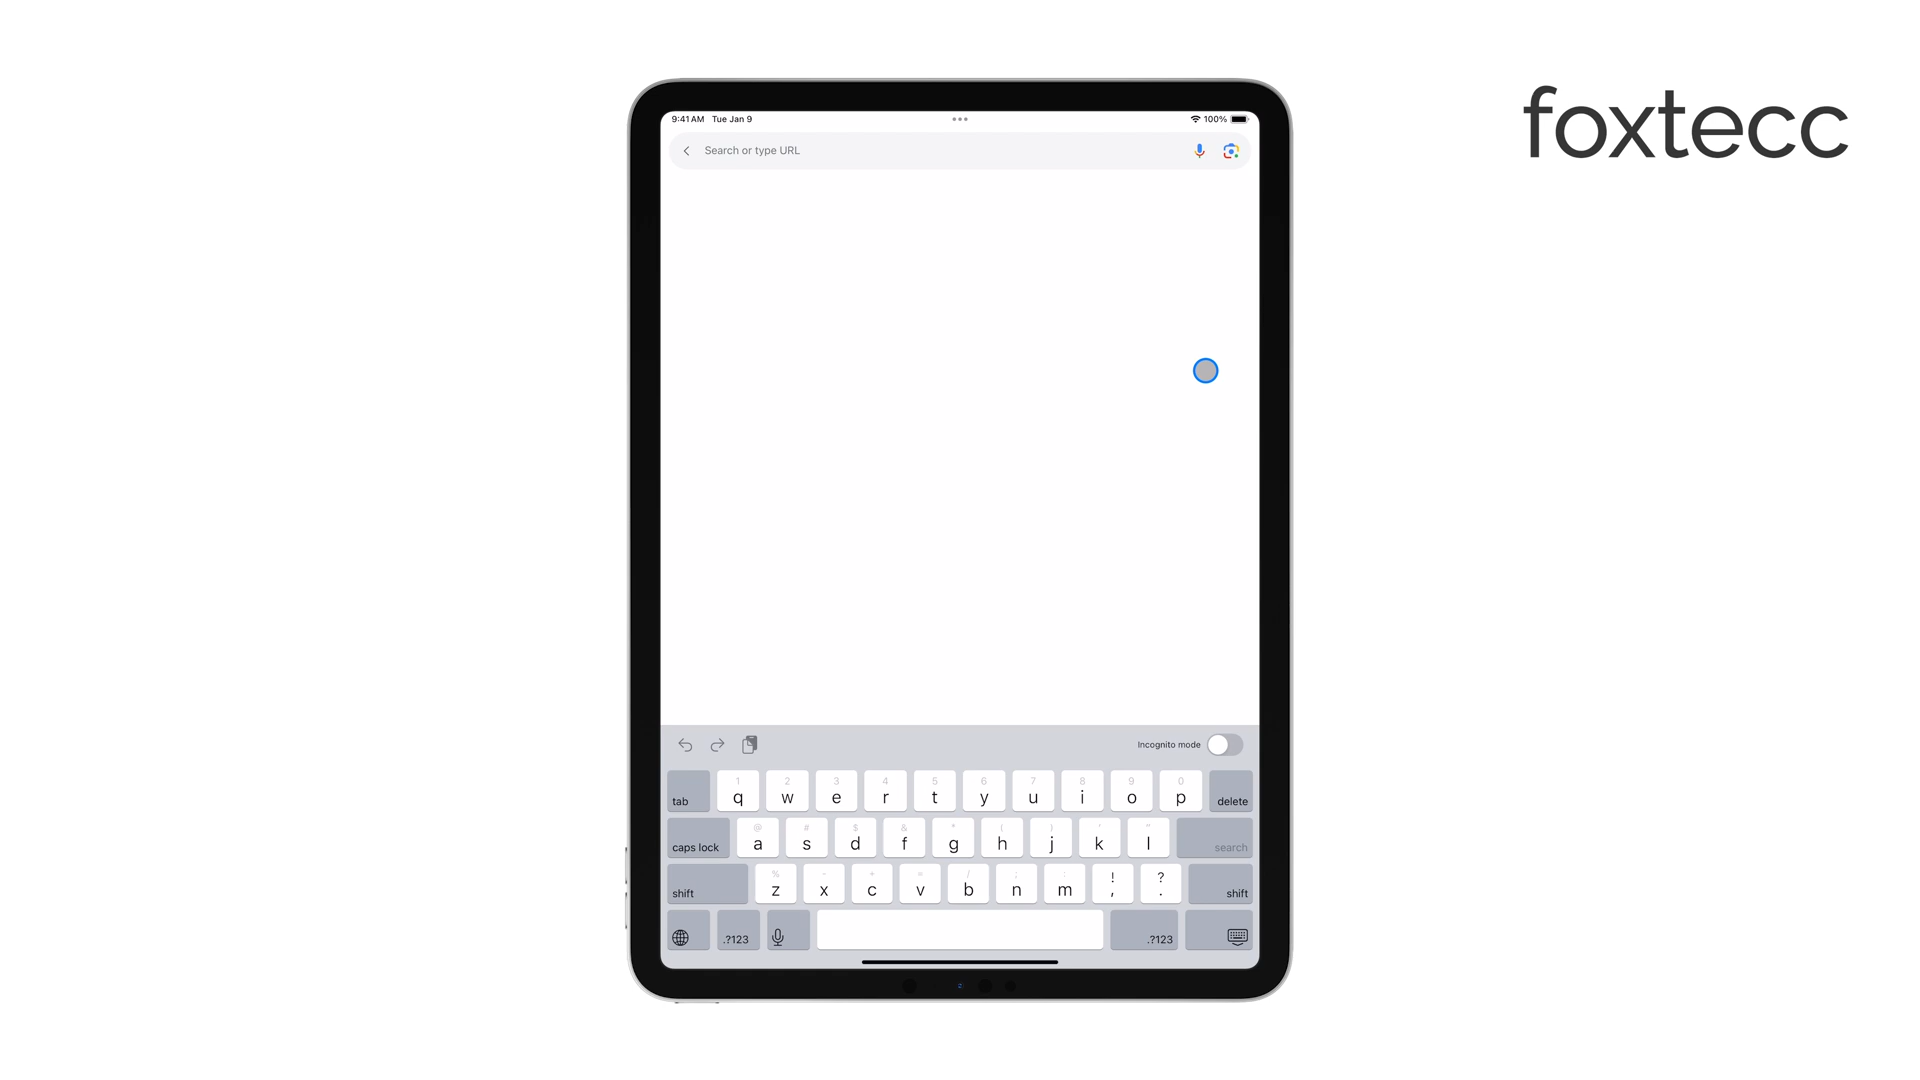 foxtecc
9:41 AM Tue Jan 9
100%
Search or type URL
Incognito mode
tab 1 q 2 w 3 e 4 r 5 t 6 y 7 u 8 i 9 o 0 p delete
caps lock @ a # s $ d & f * g ( h ) j ' k " l search
shift % z - x + c = v / b ; n : m ! , ? . shift
.?123 .?123